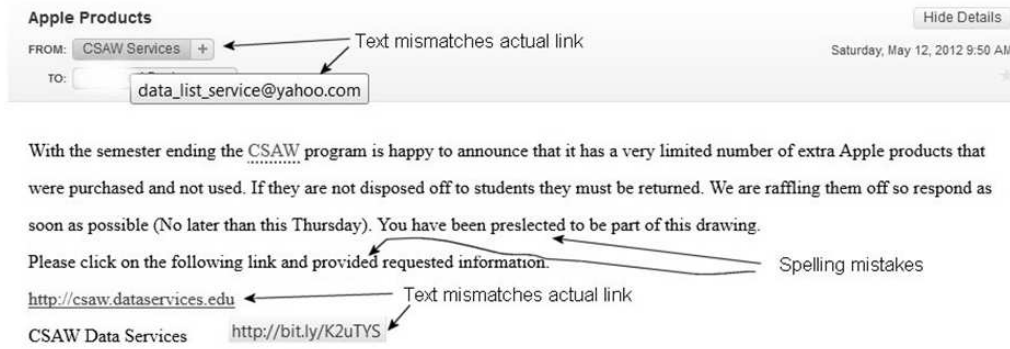 Apple Products
Hide Details
FROM: CSAW Services +
Text mismatches actual link
Saturday, May 12, 2012 9:50 AM
TO:
data_list_service@yahoo.com
With the semester ending the CSAW program is happy to announce that it has a very limited number of extra Apple products that
were purchased and not used. If they are not disposed off to students they must be returned. We are raffling them off so respond as
soon as possible (No later than this Thursday). You have been preslected to be part of this drawing.
Please click on the following link and provided requested information.
Spelling mistakes
http://csaw.dataservices.edu
Text mismatches actual link
CSAW Data Services
http://bit.ly/K2uTYS